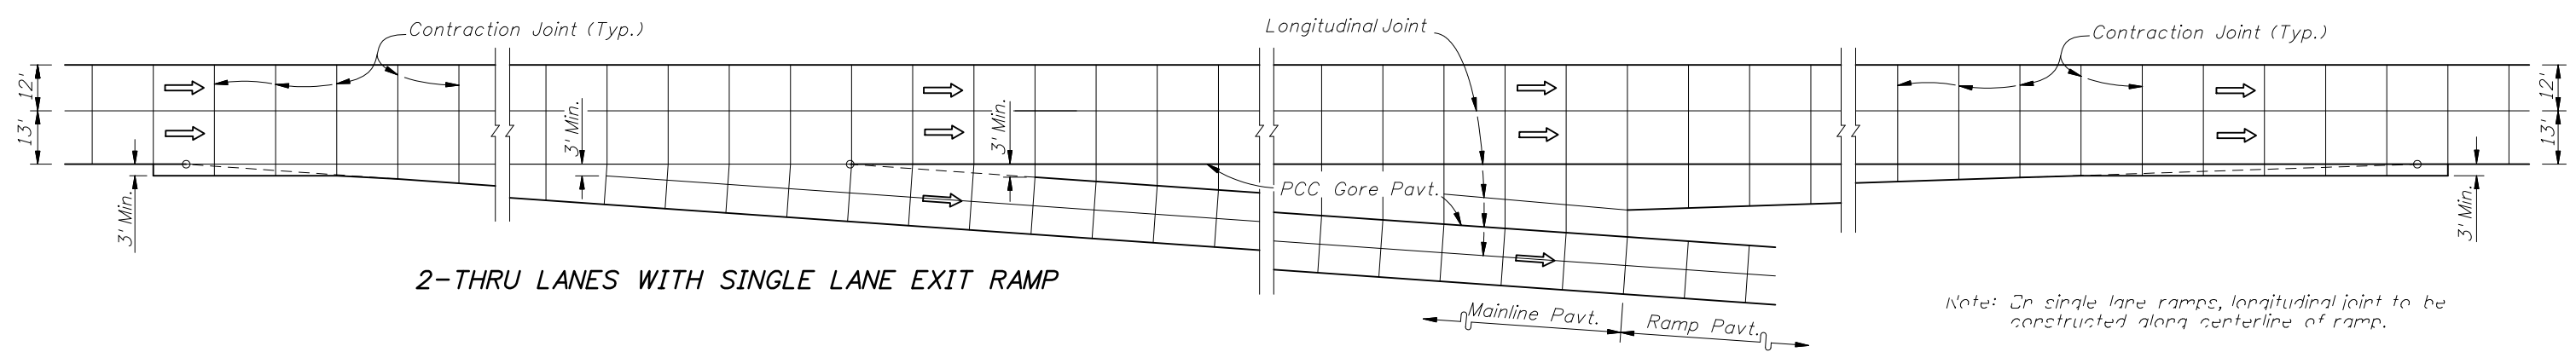 Contraction Joint (Typ.)
Longitudinal Joint
Contraction Joint (Typ.)
12'
13'
3' Min.
3' Min.
3' Min.
12'
13'
3' Min.
PCC Gore Pavt.
2-THRU LANES WITH SINGLE LANE EXIT RAMP
Mainline Pavt.
Ramp Pavt.
Note: On single lane ramps, longitudinal joint to be
constructed along centerline of ramp.